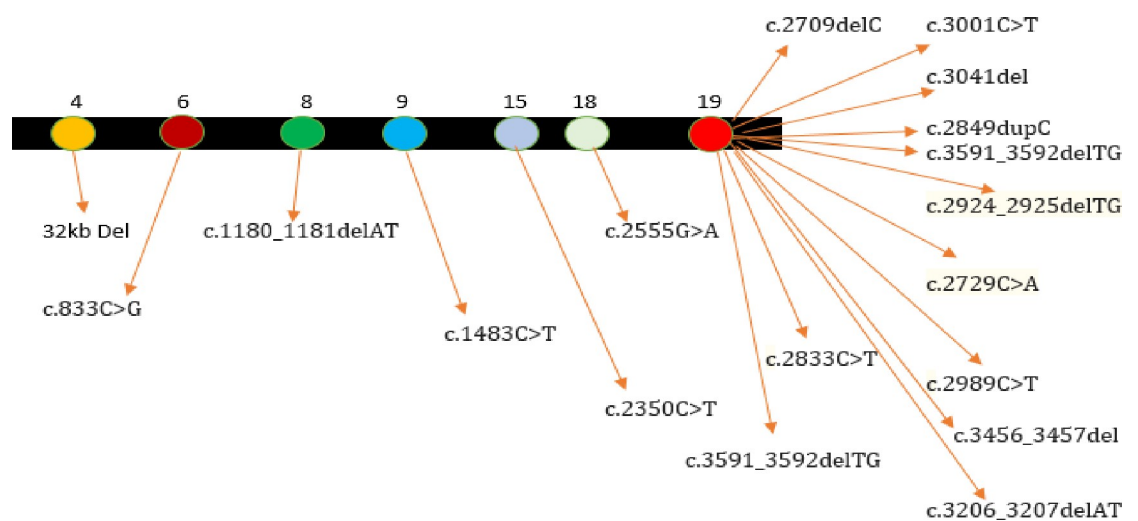 c.2709delC
c.3001C>T
c.3041del
4
6
8
9
15
18
19
c.2849dupC
c.3591_3592delTG
c.2924_2925delTG
32kb Del
c.1180_1181delAT
c.2555G>A
c.2729C>A
c.833C>G
c.1483C>T
c.2833C>T
c.2989C>T
c.2350C>T
c.3456_3457del
c.3591_3592delTG
c.3206_3207delAT